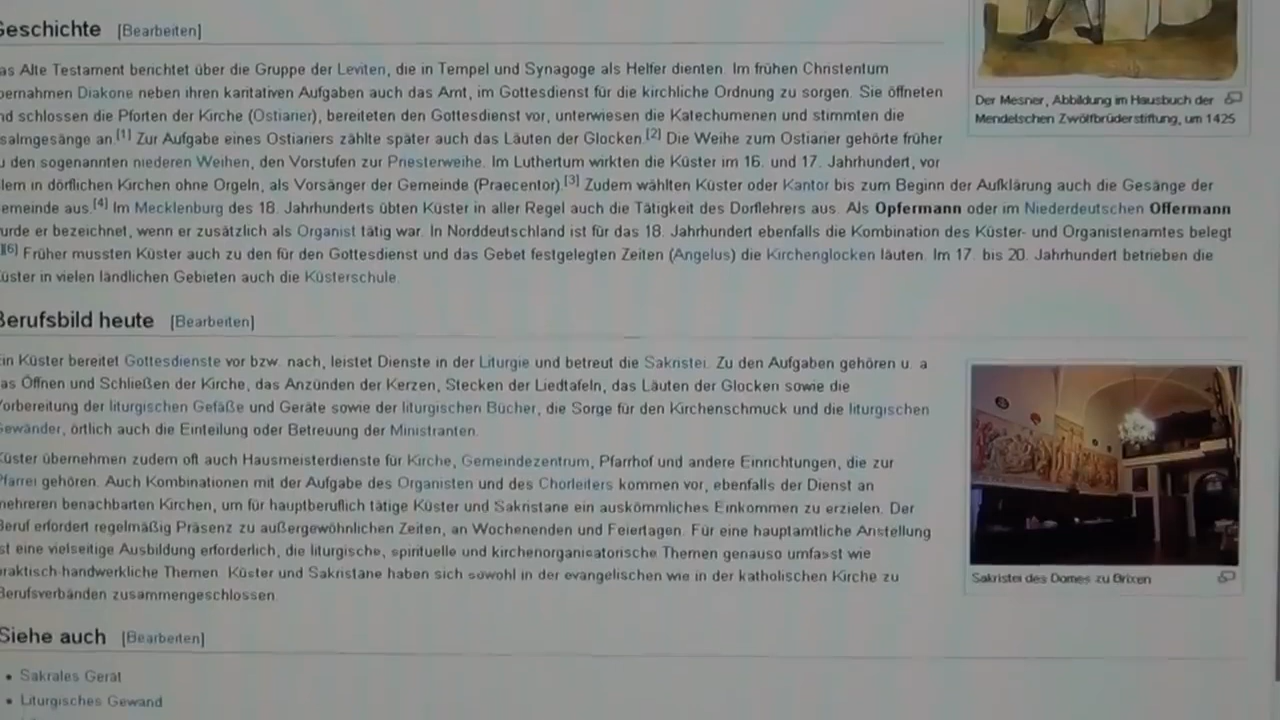 Geschichte [Bearbeiten]
as Alte Testament berichtet über die Gruppe der Leviten, die in Tempel und Synagoge als Helfer dienten. Im frühen Christentum
bernahmen Diakone neben ihren karitativen Aufgaben auch das Amt, im Gottesdienst für die kirchliche Ordnung zu sorgen. Sie öffneten
nd schlossen die Pforten der Kirche (Ostiarier), bereiteten den Gottesdienst vor, unterwiesen die Katechumenen und stimmten die
salmgesänge an.[1] Zur Aufgabe eines Ostiariers zählte später auch das Läuten der Glocken.[2] Die Weihe zum Ostiarier gehörte früher
u den sogenannten niederen Weihen, den Vorstufen zur Priesterweihe. Im Luthertum wirkten die Küster im 16. und 17. Jahrhundert, vor
lem in dörflichen Kirchen ohne Orgeln, als Vorsänger der Gemeinde (Praecentor).[3] Zudem wählten Küster oder Kantor bis zum Beginn der Aufklärung auch die Gesänge der
emeinde aus.[4] Im Mecklenburg des 18. Jahrhunderts übten Küster in aller Regel auch die Tätigkeit des Dorflehrers aus. Als Opfermann oder im Niederdeutschen Offermann
urde er bezeichnet, wenn er zusätzlich als Organist tätig war. In Norddeutschland ist für das 18. Jahrhundert ebenfalls die Kombination des Küster- und Organistenamtes belegt
][6] Früher mussten Küster auch zu den für den Gottesdienst und das Gebet festgelegten Zeiten (Angelus) die Kirchenglocken läuten. Im 17. bis 20. Jahrhundert betrieben die
üster in vielen ländlichen Gebieten auch die Küsterschule.
Der Mesner, Abbildung im Hausbuch der
Mendelschen Zwölfbrüderstiftung, um 1425
Berufsbild heute [Bearbeiten]
in Küster bereitet Gottesdienste vor bzw. nach, leistet Dienste in der Liturgie und betreut die Sakristei. Zu den Aufgaben gehören u. a
as Öffnen und Schließen der Kirche, das Anzünden der Kerzen, Stecken der Liedtafeln, das Läuten der Glocken sowie die
Vorbereitung der liturgischen Gefäße und Geräte sowie der liturgischen Bücher, die Sorge für den Kirchenschmuck und die liturgischen
Gewänder, örtlich auch die Einteilung oder Betreuung der Ministranten.
Küster übernehmen zudem oft auch Hausmeisterdienste für Kirche, Gemeindezentrum, Pfarrhof und andere Einrichtungen, die zur
Pfarrei gehören. Auch Kombinationen mit der Aufgabe des Organisten und des Chorleiters kommen vor, ebenfalls der Dienst an
mehreren benachbarten Kirchen, um für hauptberuflich tätige Küster und Sakristane ein auskömmliches Einkommen zu erzielen. Der
Beruf erfordert regelmäßig Präsenz zu außergewöhnlichen Zeiten, an Wochenenden und Feiertagen. Für eine hauptamtliche Anstellung
st eine vielseitige Ausbildung erforderlich, die liturgische, spirituelle und kirchenorganisatorische Themen genauso umfasst wie
praktisch-handwerkliche Themen. Küster und Sakristane haben sich sowohl in der evangelischen wie in der katholischen Kirche zu
Berufsverbänden zusammengeschlossen.
Sakristei des Domes zu Brixen
Siehe auch [Bearbeiten]
Sakrales Gerät
Liturgisches Gewand